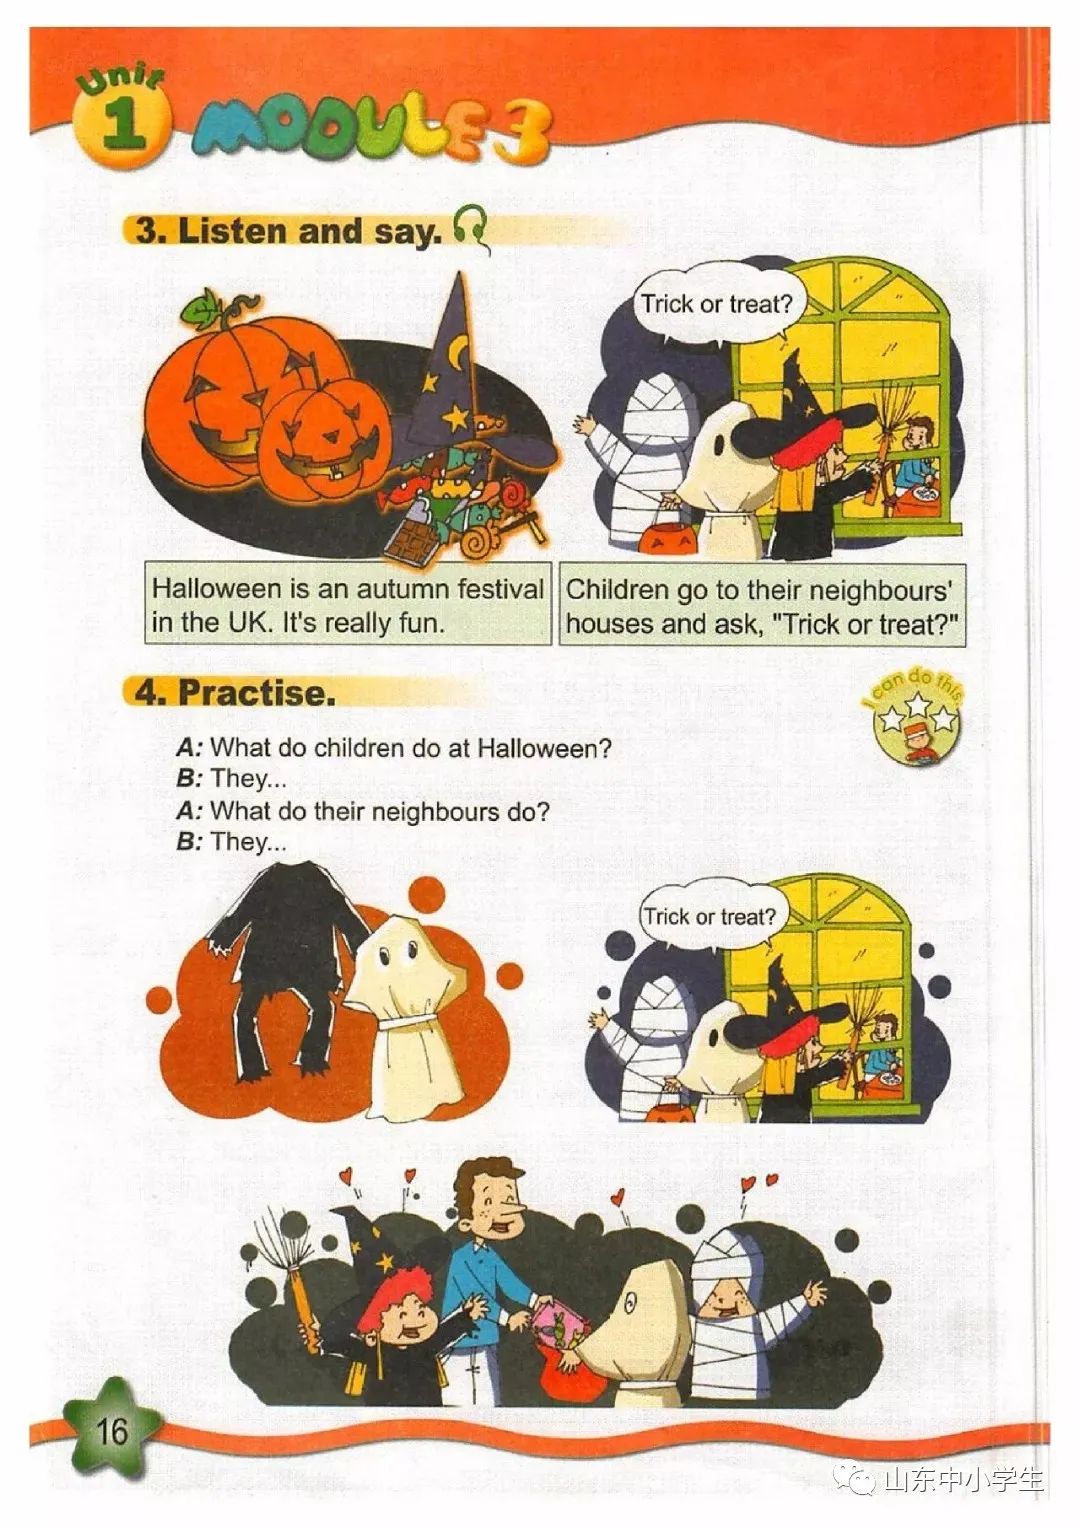 Unit
1 MODULE 3
3. Listen and say.
Trick or treat?
Halloween is an autumn festival
in the UK. It's really fun.
Children go to their neighbours'
houses and ask, "Trick or treat?"
4. Practise.
I can do this.
A: What do children do at Halloween?
B: They...
A: What do their neighbours do?
B: They...
Trick or treat?
16
山东中小学生